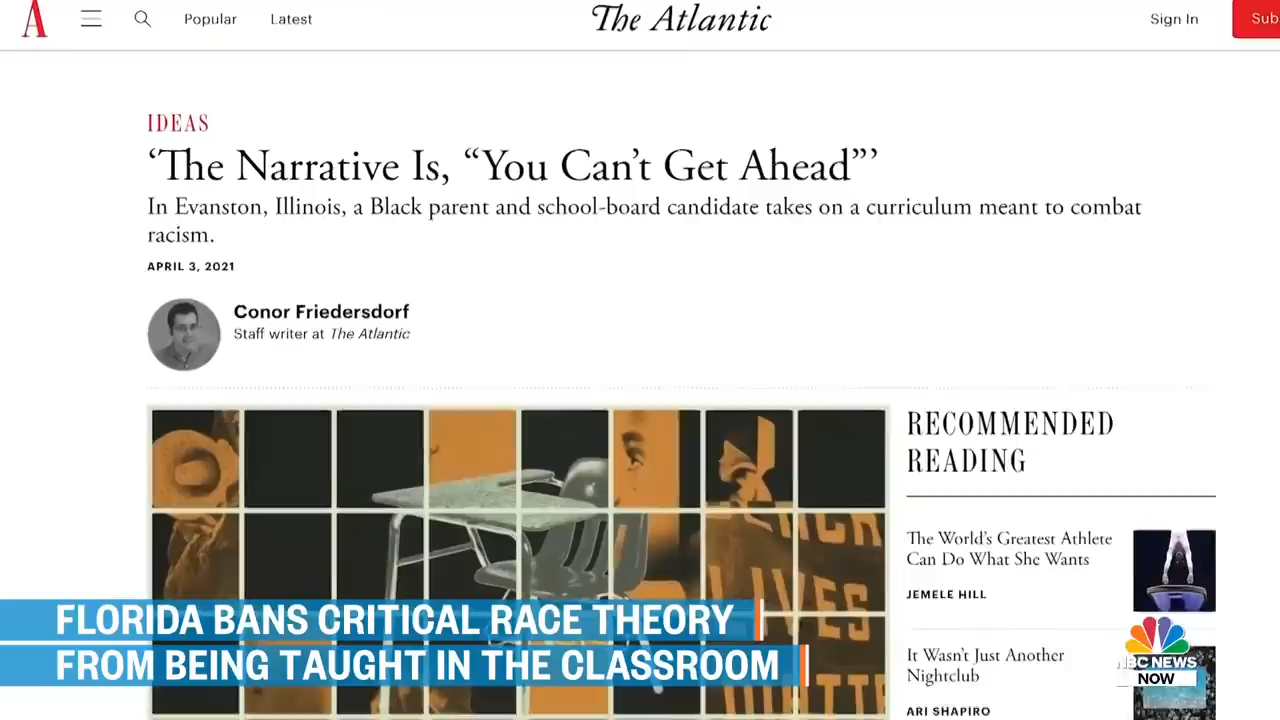 A
Popular
Latest
The Atlantic
Sign In
Sub
IDEAS
‘The Narrative Is, “You Can’t Get Ahead”’
In Evanston, Illinois, a Black parent and school-board candidate takes on a curriculum meant to combat
racism.
APRIL 3, 2021
Conor Friedersdorf
Staff writer at The Atlantic
RECOMMENDED
READING
The World’s Greatest Athlete
Can Do What She Wants
JEMELE HILL
It Wasn’t Just Another
Nightclub
ARI SHAPIRO
LIVES
FLORIDA BANS CRITICAL RACE THEORY
FROM BEING TAUGHT IN THE CLASSROOM
NBC NEWS
NOW